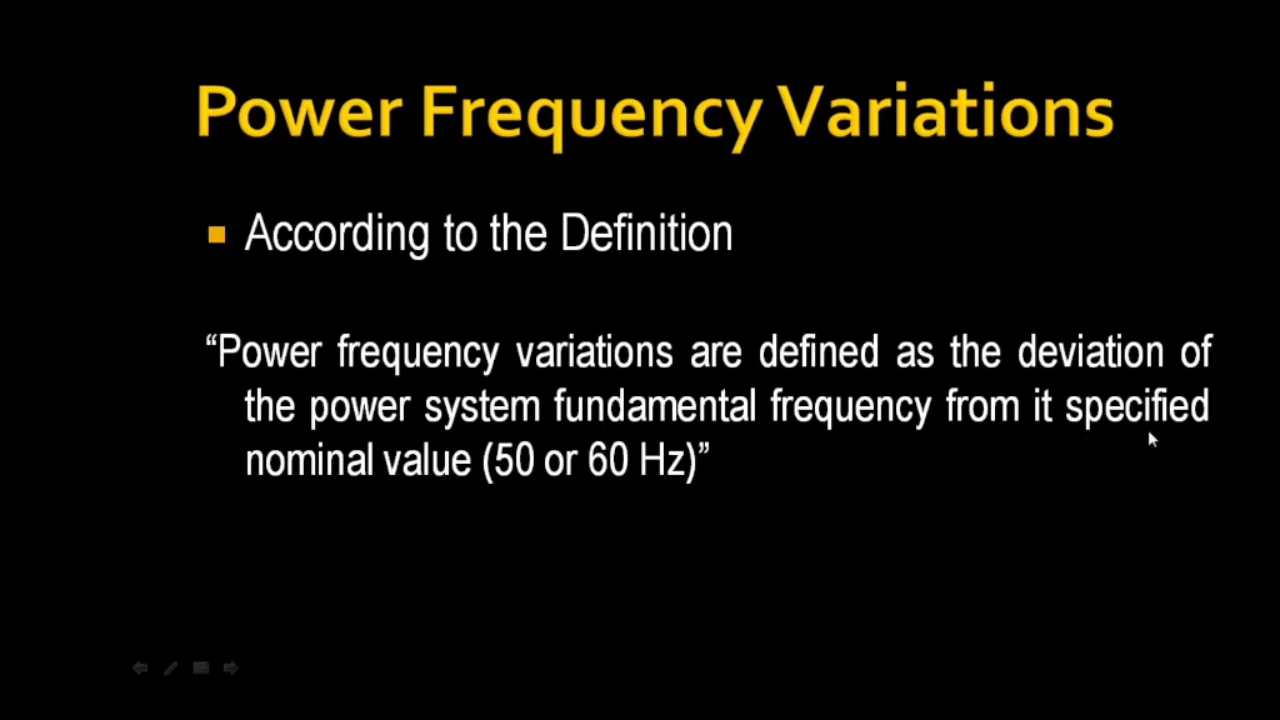 Power Frequency Variations
According to the Definition
“Power frequency variations are defined as the deviation of
the power system fundamental frequency from it specified
nominal value (50 or 60 Hz)”